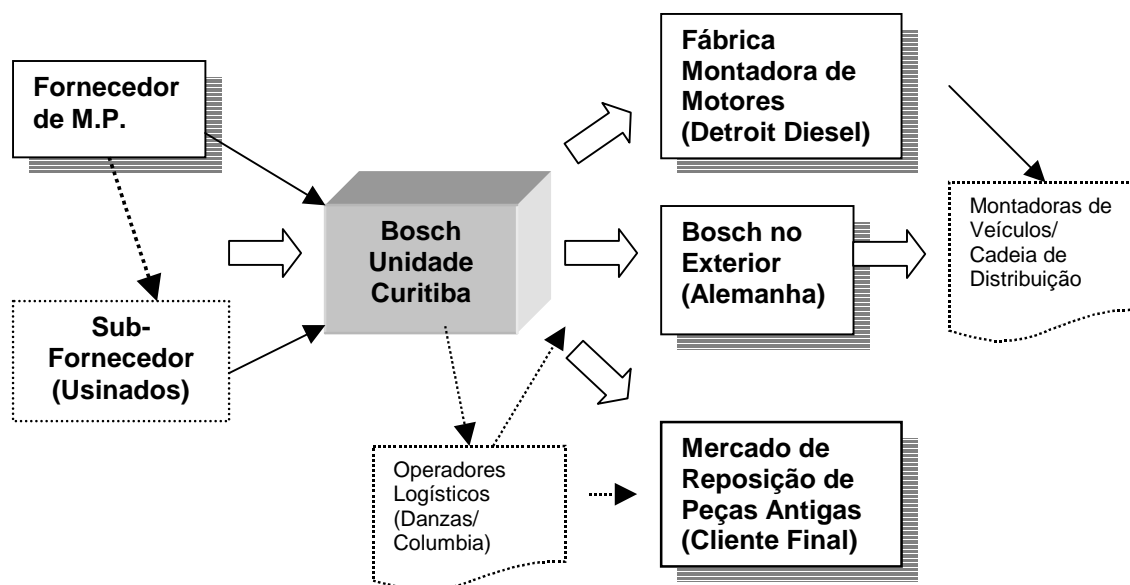 Fornecedor
de M.P.
Sub-
Fornecedor
(Usinados)
Bosch
Unidade
Curitiba
Operadores
Logísticos
(Danzas/
Columbia)
Fábrica
Montadora de
Motores
(Detroit Diesel)
Bosch no
Exterior
(Alemanha)
Mercado de
Reposição de
Peças Antigas
(Cliente Final)
Montadoras de
Veículos/
Cadeia de
Distribuição